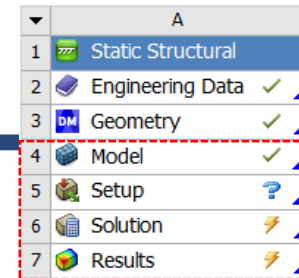 A
1 Static Structural
2 Engineering Data
3 DM Geometry
4 Model
5 Setup ?
6 Solution
7 Results